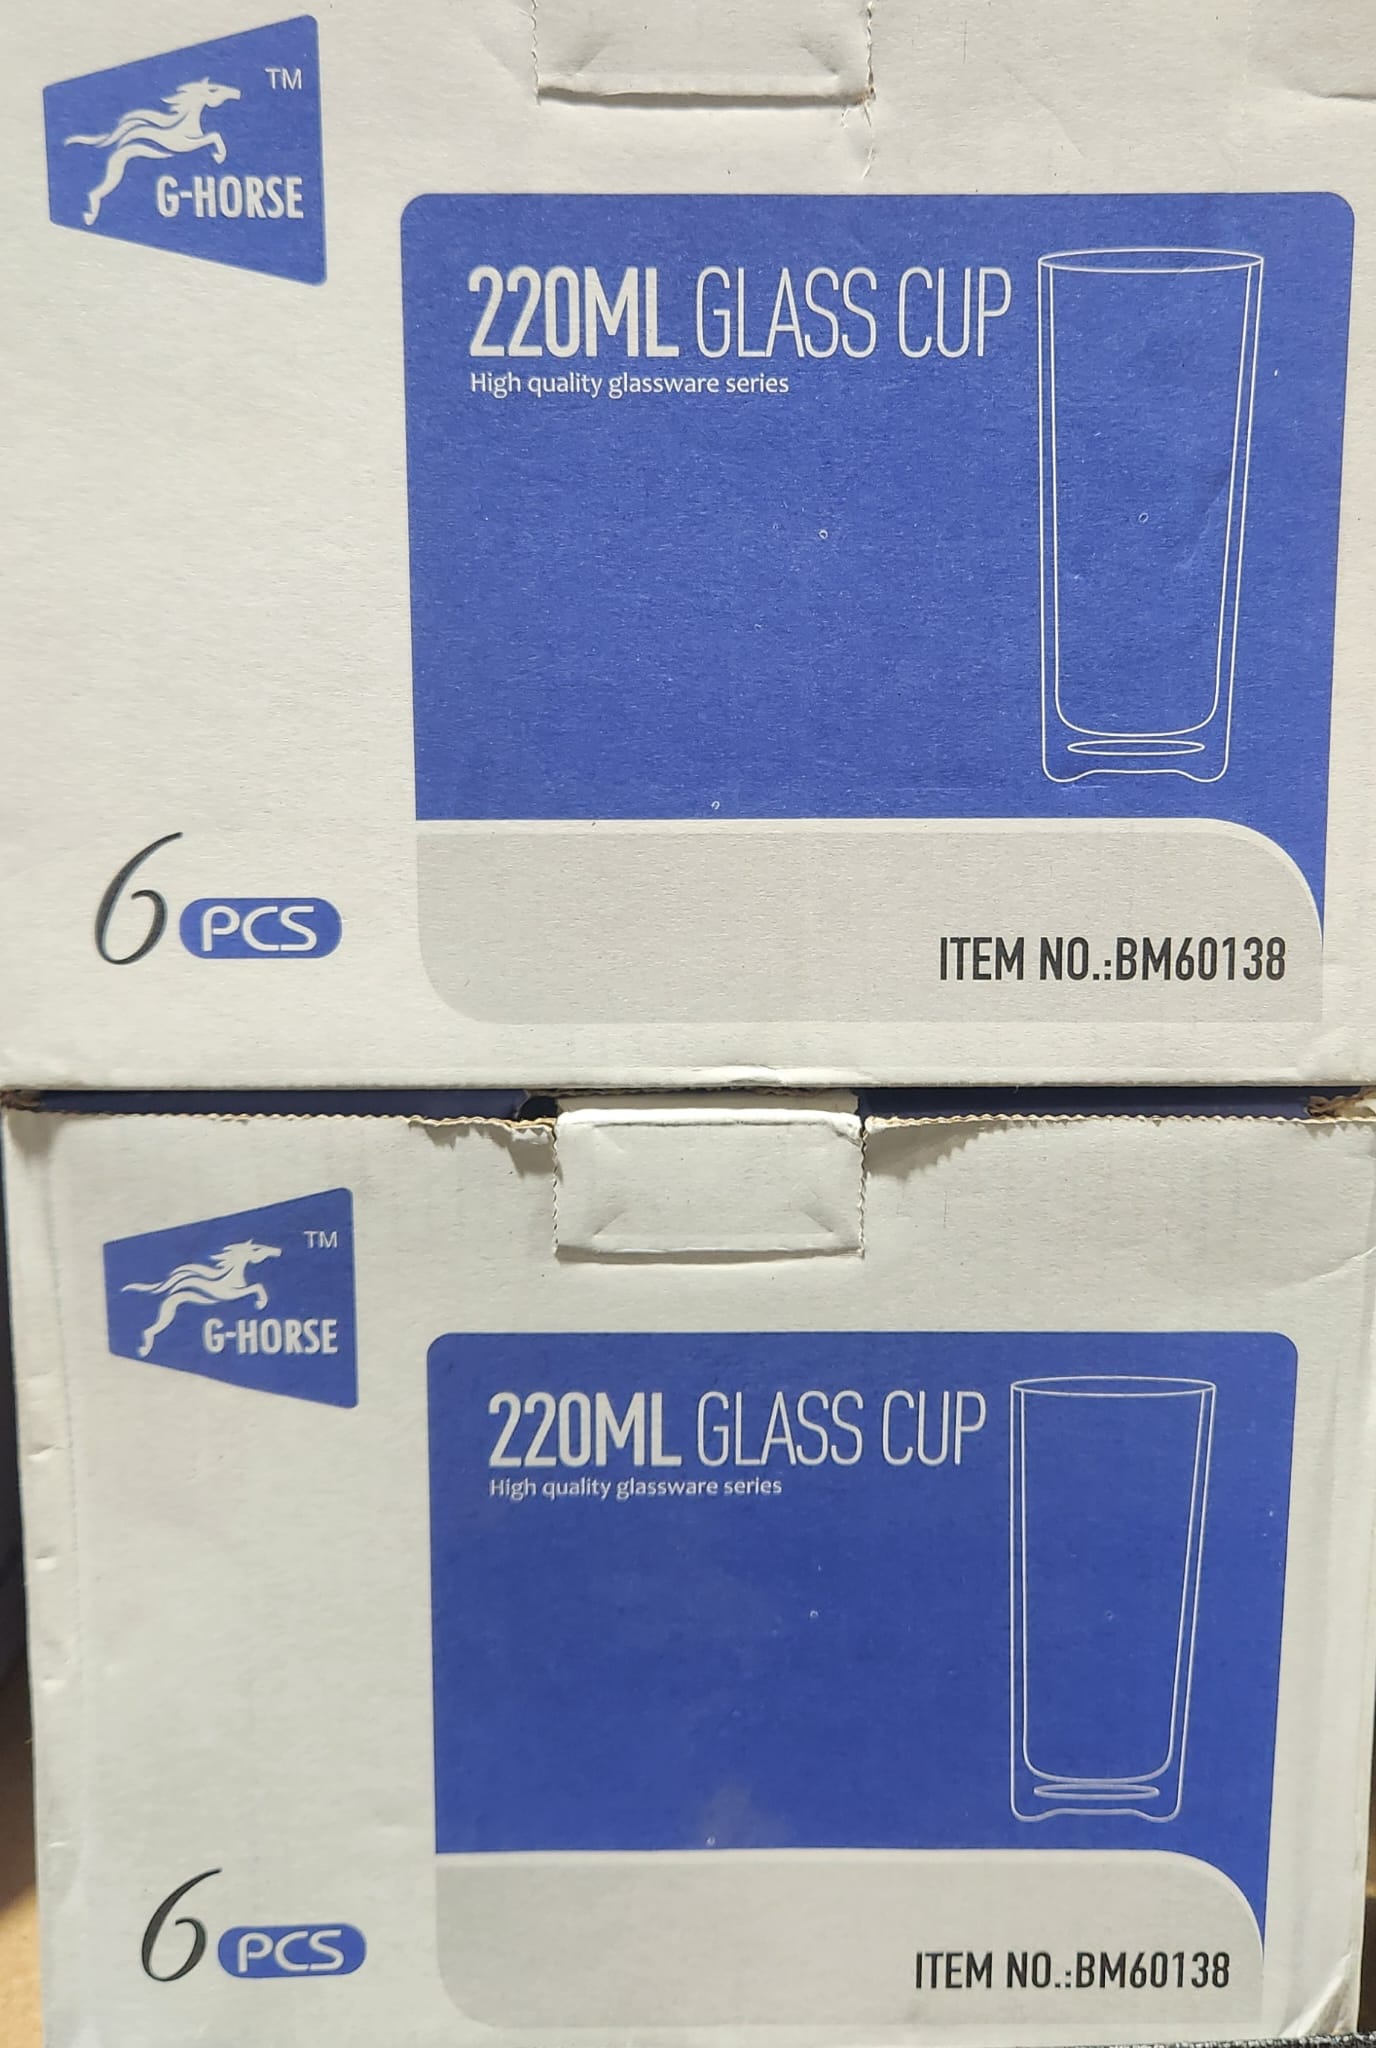 TM
G-HORSE
220ML GLASS CUP
High quality glassware series
6 PCS
ITEM NO.:BM60138
TM
G-HORSE
220ML GLASS CUP
High quality glassware series
6 PCS
ITEM NO.:BM60138